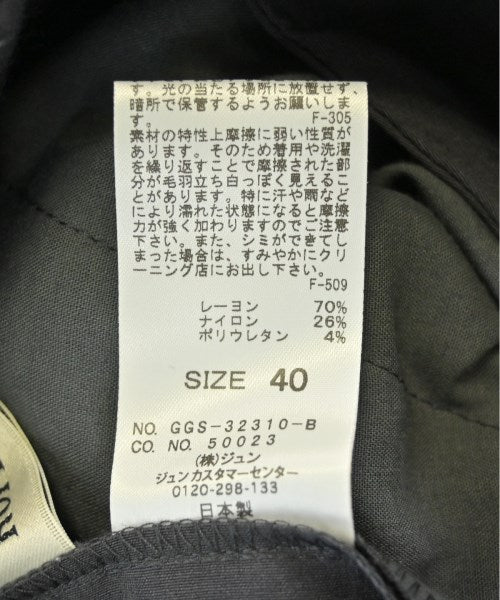 す。光の当たる場所に放置せず、
暗所で保管するようお願いしま
す。
F-305
素材の特性上摩擦に弱い性質が
あります。そのため着用や洗濯
を繰り返すことで摩擦された部
分が毛羽立ち白っぽく見えるこ
とがあります。特に汗や雨など
により濡れた状態になると摩擦
力が強く加わりますのでご注意
下さい。また、シミができてし
まった場合は、すみやかにクリ
ーニング店にお出し下さい。
F-509
レーヨン 70%
ナイロン 26%
ポリウレタン 4%
SIZE 40
NO. GGS-32310-B
CO. NO. 50023
(株)ジュン
ジュンカスタマーセンター
0120-298-133
日本製